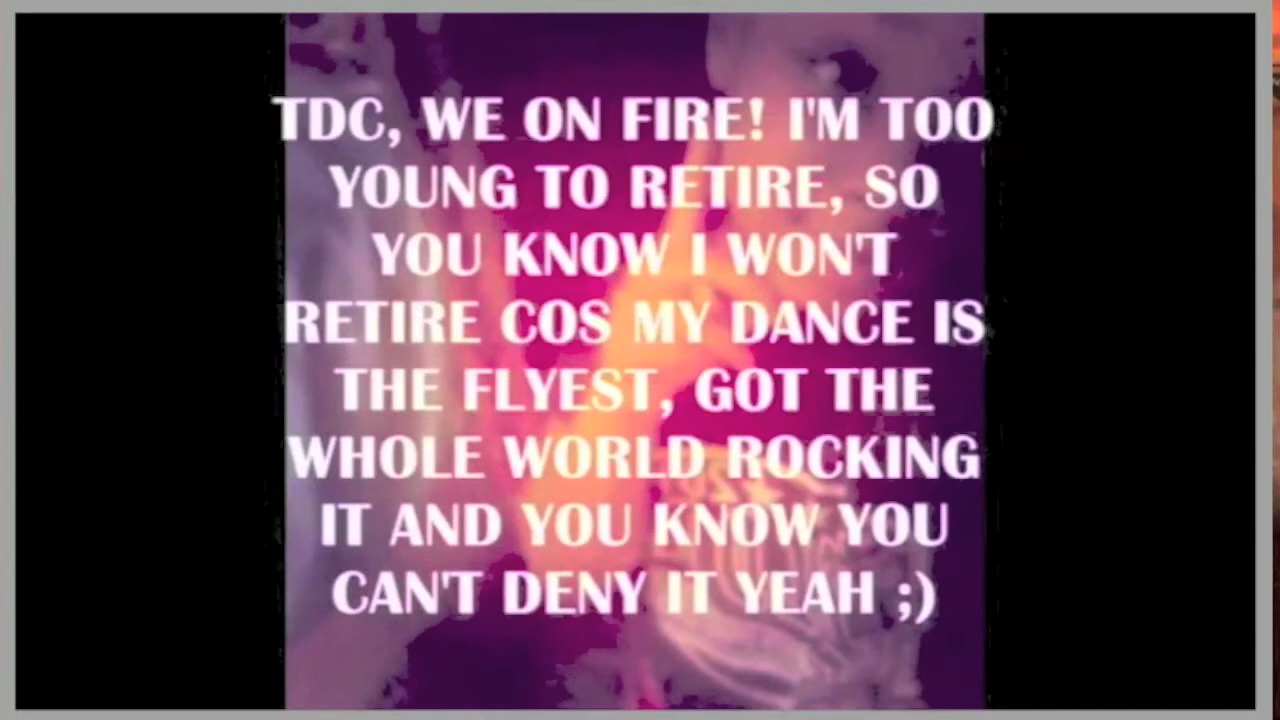 TDC, WE ON FIRE! I'M TOO
YOUNG TO RETIRE, SO
YOU KNOW I WON'T
RETIRE COS MY DANCE IS
THE FLYEST, GOT THE
WHOLE WORLD ROCKING
IT AND YOU KNOW YOU
CAN'T DENY IT YEAH ;)